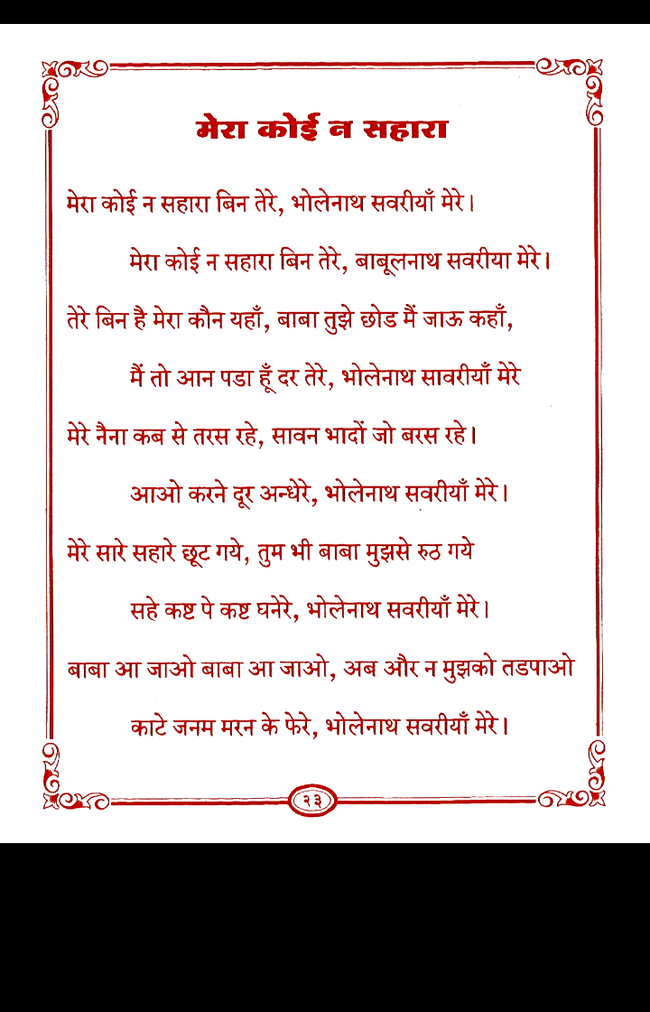 मेरा कोई न सहारा
मेरा कोई न सहारा बिन तेरे, भोलेनाथ सवरीयाँ मेरे।
मेरा कोई न सहारा बिन तेरे, बाबूलनाथ सवरीया मेरे।
तेरे बिन है मेरा कौन यहाँ, बाबा तुझे छोड मैं जाऊ कहाँ,
मैं तो आन पडा हूँ दर तेरे, भोलेनाथ सावरीयाँ मेरे
मेरे नैना कब से तरस रहे, सावन भादों जो बरस रहे।
आओ करने दूर अन्धेरे, भोलेनाथ सवरीयाँ मेरे।
मेरे सारे सहारे छूट गये, तुम भी बाबा मुझसे रुठ गये
सहे कष्ट पे कष्ट घनेरे, भोलेनाथ सवरीयाँ मेरे।
बाबा आ जाओ बाबा आ जाओ, अब और न मुझको तडपाओ
काटे जनम मरन के फेरे, भोलेनाथ सवरीयाँ मेरे।
२३